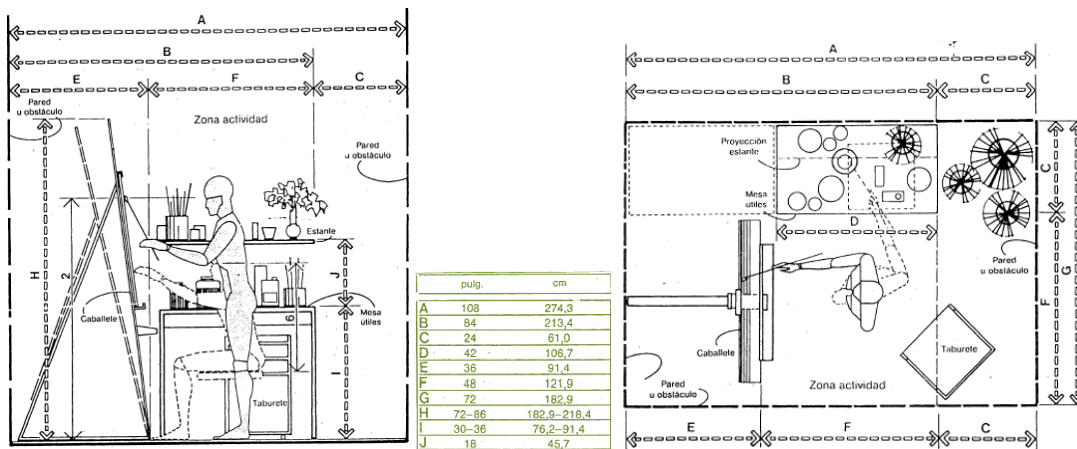 A
B
E
F
C
Pared
u obstáculo
Zona actividad
Pared
u obstáculo
Estante
H
2
J
Caballete
6
Mesa
útiles
I
Taburete
pulg. cm
A 108 274,3
B 84 213,4
C 24 61,0
D 42 106,7
E 36 91,4
F 48 121,9
G 72 182,9
H 72-86 182,9-218,4
I 30-36 76,2-91,4
J 18 45,7
A
B
C
Proyección
estante
C
Mesa
útiles
D
Pared
u obstáculo
G
F
Caballete
Taburete
Pared
u obstáculo
Zona actividad
E
F
C